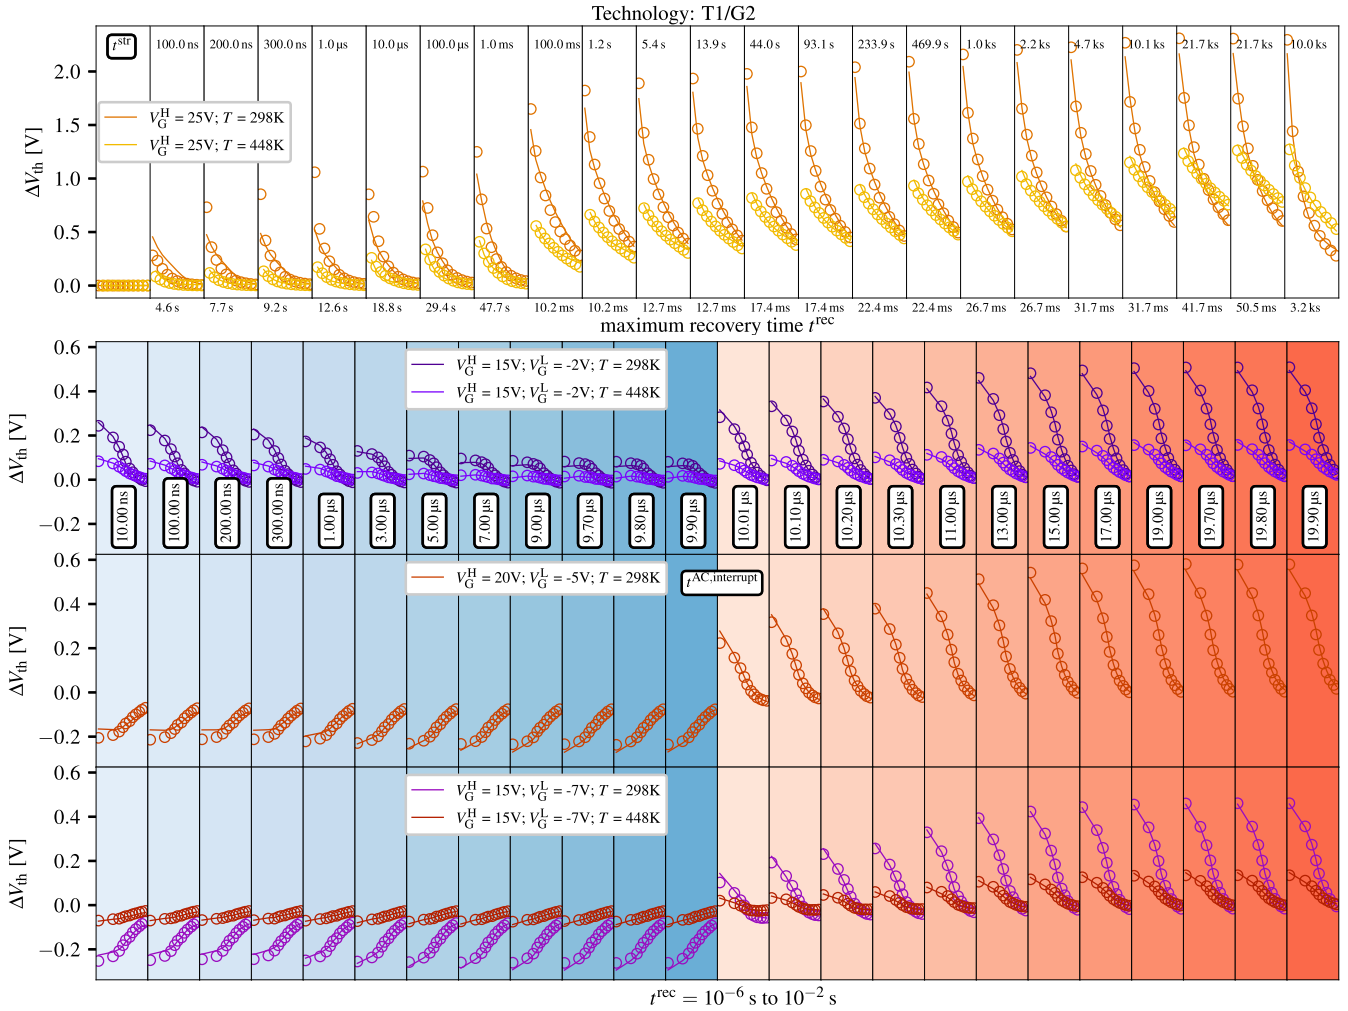 Technology: T1/G2
t^str 100.0 ns 200.0 ns 300.0 ns 1.0 μs 10.0 μs 100.0 μs 1.0 ms 100.0 ms 1.2 s 5.4 s 13.9 s 44.0 s 93.1 s 233.9 s 469.9 s 1.0 ks 2.2 ks 4.7 ks 10.1 ks 21.7 ks 21.7 ks 10.0 ks
2.0
1.5
1.0
0.5
0.0
ΔV_th [V]
V_G^H = 25V; T = 298K
V_G^H = 25V; T = 448K
4.6 s 7.7 s 9.2 s 12.6 s 18.8 s 29.4 s 47.7 s 10.2 ms 10.2 ms 12.7 ms 12.7 ms 17.4 ms 17.4 ms 22.4 ms 22.4 ms 26.7 ms 26.7 ms 31.7 ms 31.7 ms 41.7 ms 50.5 ms 3.2 ks
maximum recovery time t^rec
0.6
0.4
0.2
0.0
−0.2
ΔV_th [V]
V_G^H = 15V; V_G^L = -2V; T = 298K
V_G^H = 15V; V_G^L = -2V; T = 448K
10.00 ns 100.00 ns 200.00 ns 300.00 ns 1.00 μs 3.00 μs 5.00 μs 7.00 μs 9.00 μs 9.70 μs 9.80 μs 9.90 μs 10.01 μs 10.10 μs 10.20 μs 10.30 μs 11.00 μs 13.00 μs 15.00 μs 17.00 μs 19.00 μs 19.70 μs 19.80 μs 19.90 μs
0.6
0.4
0.2
0.0
−0.2
ΔV_th [V]
V_G^H = 20V; V_G^L = -5V; T = 298K
t^AC,interrupt
0.6
0.4
0.2
0.0
−0.2
ΔV_th [V]
V_G^H = 15V; V_G^L = -7V; T = 298K
V_G^H = 15V; V_G^L = -7V; T = 448K
t^rec = 10^−6 s to 10^−2 s